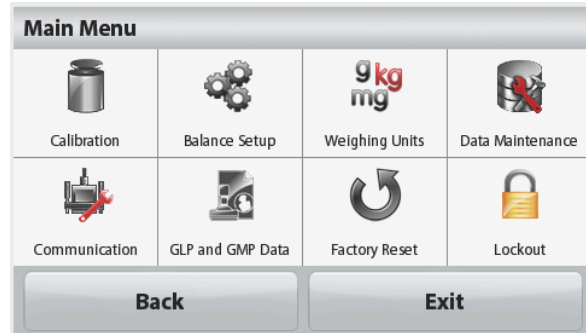 Main Menu
g kg
mg
Calibration
Balance Setup
Weighing Units
Data Maintenance
Communication
GLP and GMP Data
Factory Reset
Lockout
Back
Exit